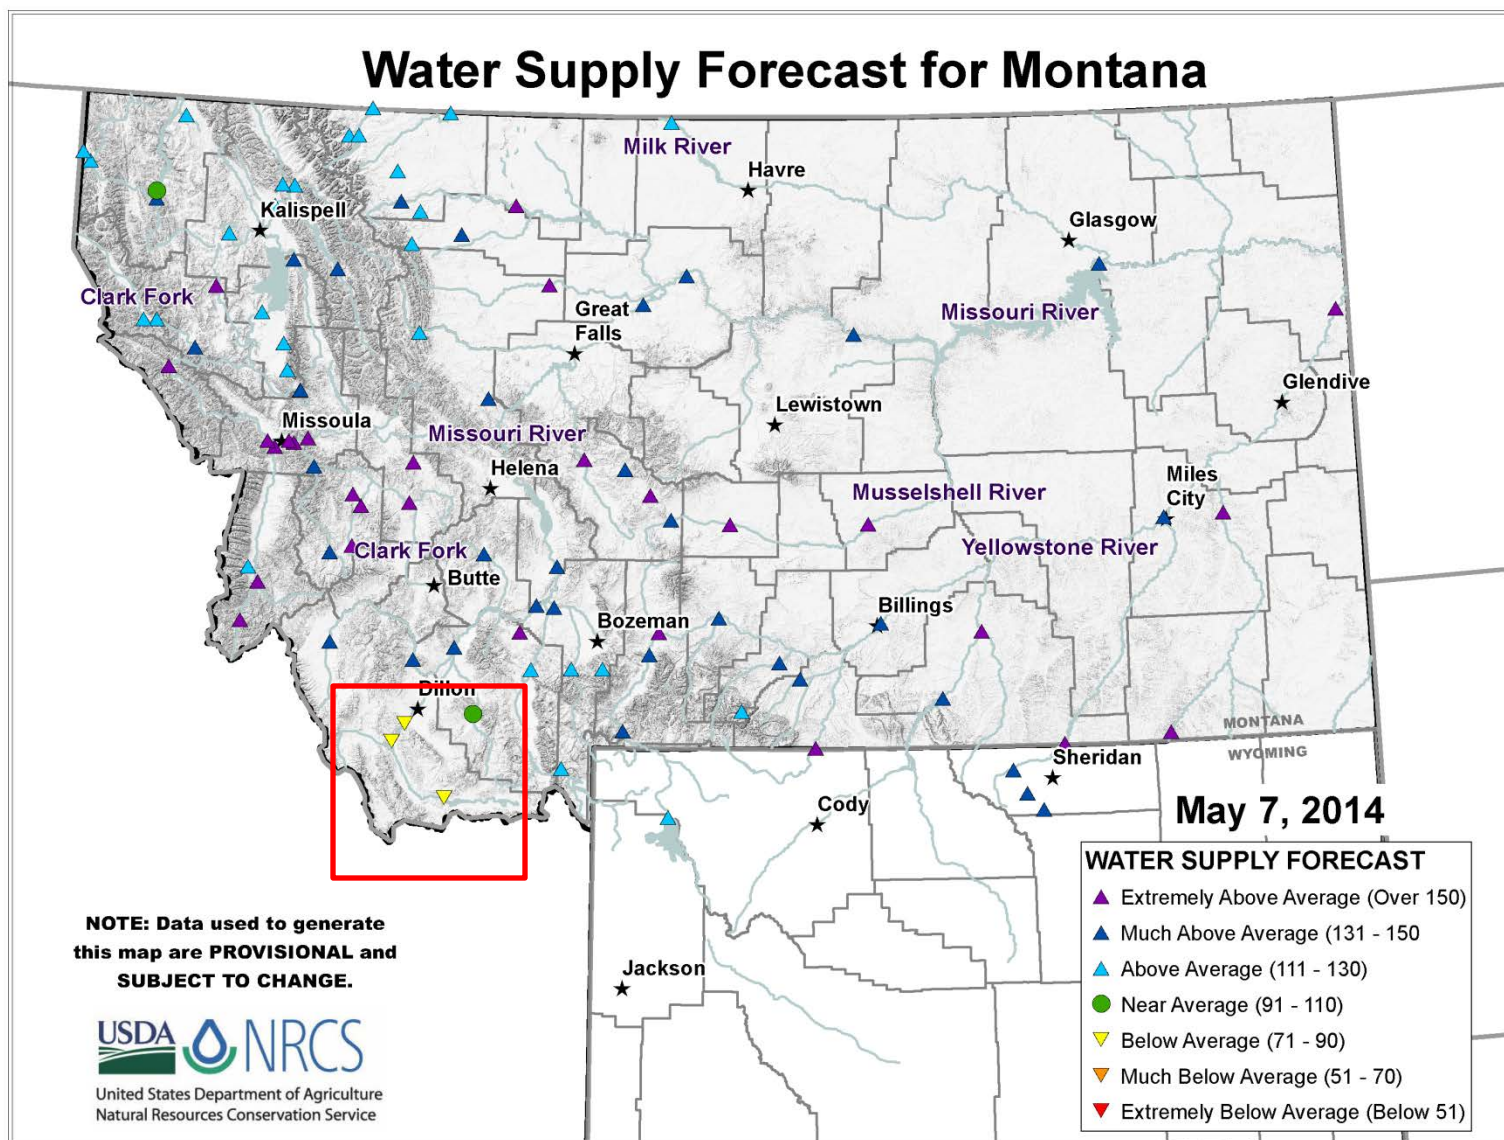 Water Supply Forecast for Montana
Milk River
Havre
Kalispell
Glasgow
Clark Fork
Great
Falls
Missouri River
Glendive
Lewistown
Missoula
Missouri River
Helena
Miles
City
Musselshell River
Clark Fork
Yellowstone River
Butte
Billings
Bozeman
Dillon
MONTANA
WYOMING
Sheridan
Cody
May 7, 2014
WATER SUPPLY FORECAST
Extremely Above Average (Over 150)
Much Above Average (131 - 150
Above Average (111 - 130)
Near Average (91 - 110)
Below Average (71 - 90)
Much Below Average (51 - 70)
Extremely Below Average (Below 51)
NOTE: Data used to generate
this map are PROVISIONAL and
SUBJECT TO CHANGE.
Jackson
USDA NRCS
United States Department of Agriculture
Natural Resources Conservation Service